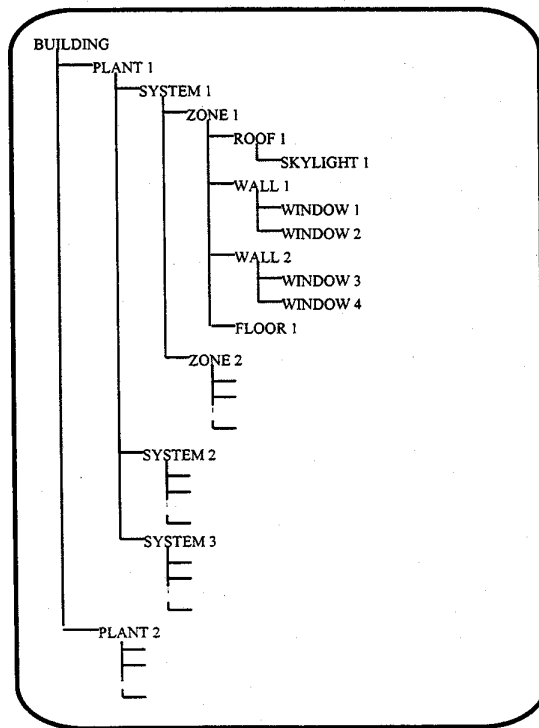 BUILDING
PLANT 1
SYSTEM 1
ZONE 1
ROOF 1
SKYLIGHT 1
WALL 1
WINDOW 1
WINDOW 2
WALL 2
WINDOW 3
WINDOW 4
FLOOR 1
ZONE 2
SYSTEM 2
SYSTEM 3
PLANT 2